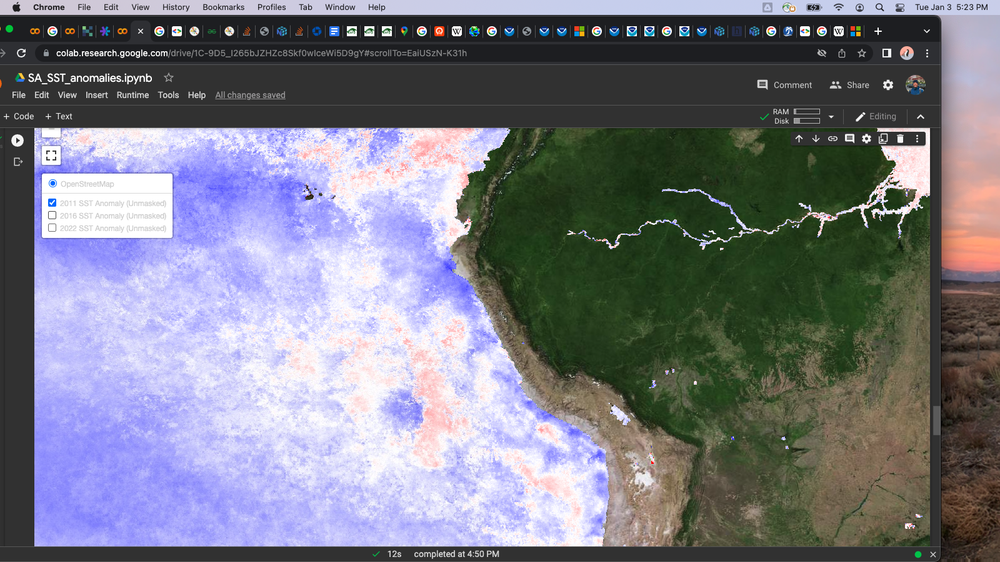 Chrome File Edit View History Bookmarks Profiles Tab Window Help Tue Jan 3 5:23 PM
colab.research.google.com/drive/1C-9D5_I265bJZHZc8Skf0wIceWi5D9gY#scrollTo=EaiUSzN-K31h
SA_SST_anomalies.ipynb
Comment Share
File Edit View Insert Runtime Tools Help All changes saved
+ Code + Text
RAM
Disk
Editing
OpenStreetMap
2011 SST Anomaly (Unmasked)
2016 SST Anomaly (Unmasked)
2022 SST Anomaly (Unmasked)
12s completed at 4:50 PM